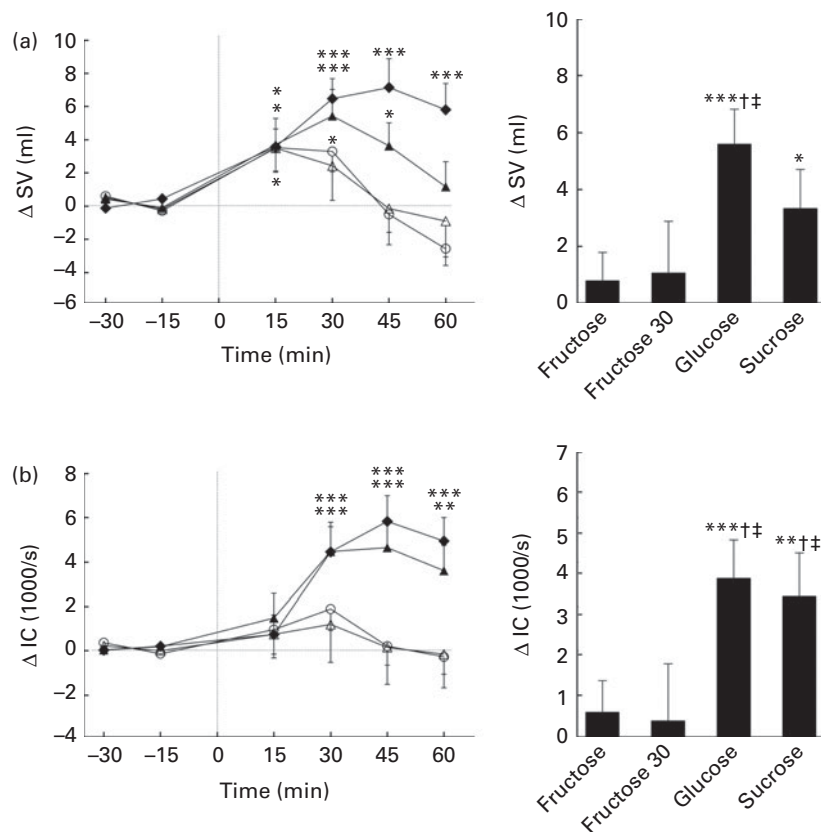 (a)
Δ SV (ml)
10
8
6
4
2
0
–2
–4
–6
*
*
*
***
***
*
***
*
***
–30 –15 0 15 30 45 60
Time (min)
Δ SV (ml)
10
8
6
4
2
0
***†‡
*
Fructose
Fructose 30
Glucose
Sucrose
(b)
Δ IC (1000/s)
8
6
4
2
0
–2
–4
***
***
***
***
***
**
–30 –15 0 15 30 45 60
Time (min)
Δ IC (1000/s)
7
6
5
4
3
2
1
0
***†‡
**†‡
Fructose
Fructose 30
Glucose
Sucrose